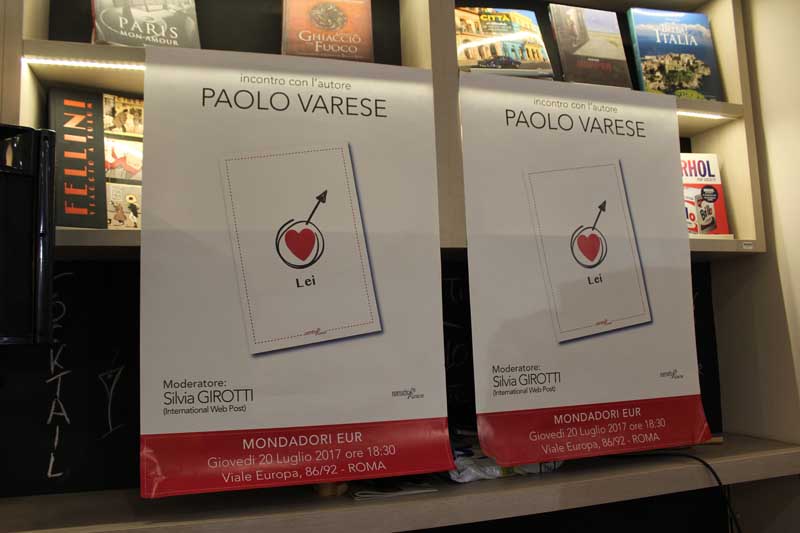 PARIS
MON AMOUR
GHIACCIO
FUOCO
CITTÀ
ITALIA
FELLINI
RHOL
incontro con l'autore
PAOLO VARESE
Lei
Moderatore:
Silvia GIROTTI
(International Web Post)
MONDADORI EUR
Giovedì 20 Luglio 2017 ore 18:30
Viale Europa, 86/92 - ROMA
incontro con l'autore
PAOLO VARESE
Lei
Moderatore:
Silvia GIROTTI
(International Web Post)
MONDADORI EUR
Giovedì 20 Luglio 2017 ore 18:30
Viale Europa, 86/92 - ROMA
COCKTAIL